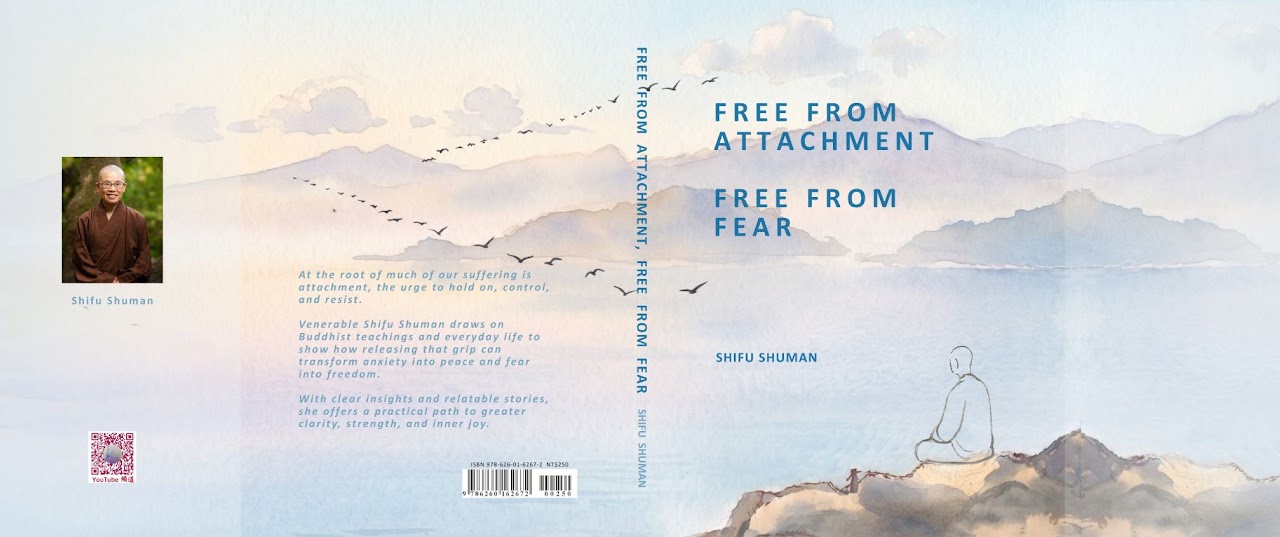 FREE FROM
ATTACHMENT
FREE FROM
FEAR
SHIFU SHUMAN
FREE FROM ATTACHMENT, FREE FROM FEAR SHIFU SHUMAN
At the root of much of our suffering is
attachment, the urge to hold on, control,
and resist.
Venerable Shifu Shuman draws on
Buddhist teachings and everyday life to
show how releasing that grip can
transform anxiety into peace and fear
into freedom.
With clear insights and relatable stories,
she offers a practical path to greater
clarity, strength, and inner joy.
ISBN 978-626-01-6267-2 NT$250
9 786260 162672 00250
Shifu Shuman
YouTube 頻道